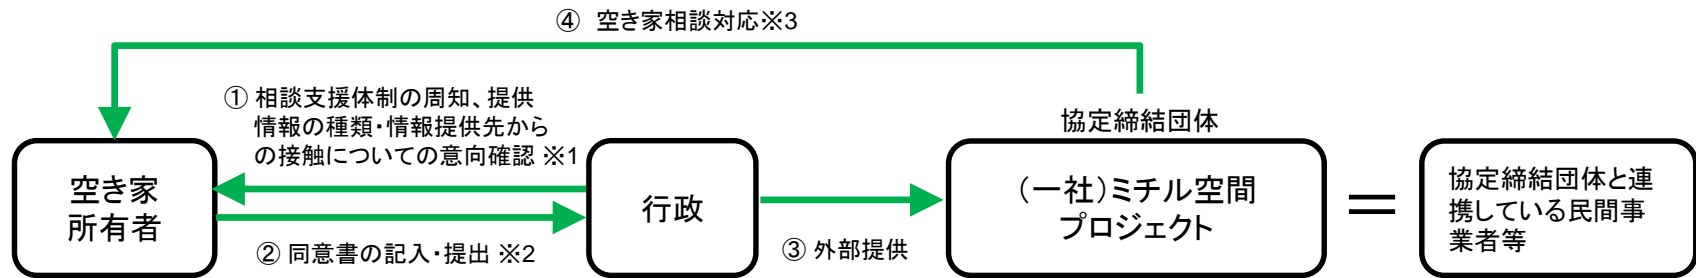 ④ 空き家相談対応※3
① 相談支援体制の周知、提供
情報の種類・情報提供先から
の接触についての意向確認 ※1
協定締結団体
空き家
所有者
行政
(一社)ミチル空間
プロジェクト
＝
協定締結団体と連
携している民間事
業者等
② 同意書の記入・提出 ※2
③ 外部提供